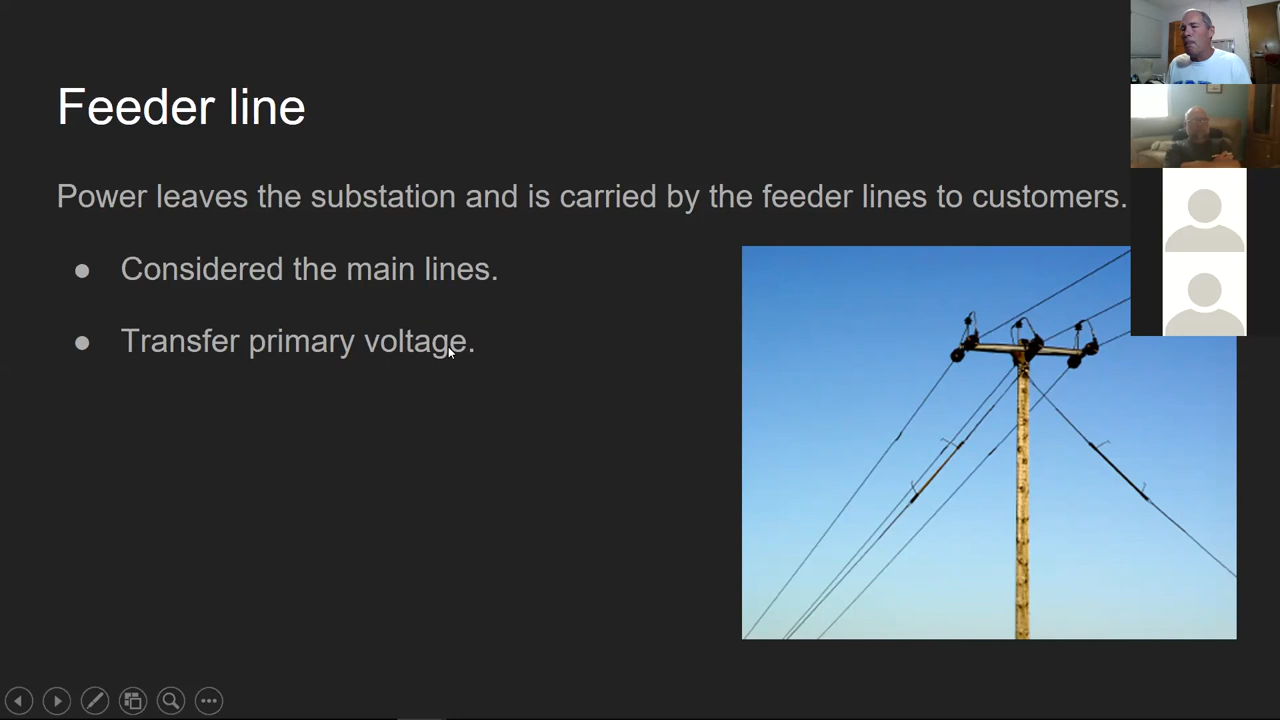 Feeder line
Power leaves the substation and is carried by the feeder lines to customers.
● Considered the main lines.
● Transfer primary voltage.